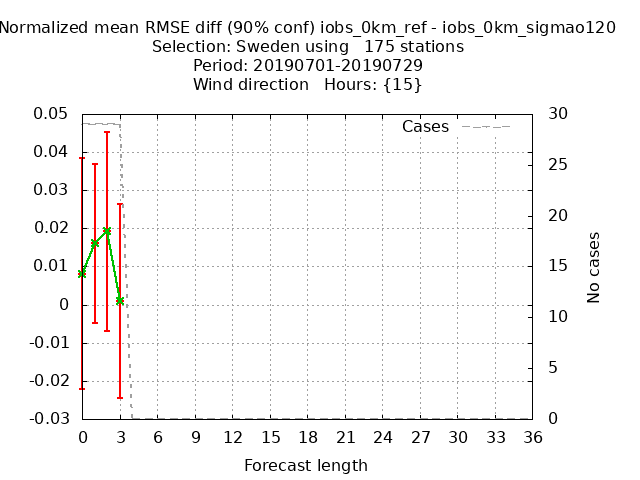 Normalized mean RMSE diff (90% conf) iobs_0km_ref - iobs_0km_sigmao120
Selection: Sweden using 175 stations
Period: 20190701-20190729
Wind direction Hours: {15}
Cases
0.05
0.04
0.03
0.02
0.01
0
-0.01
-0.02
-0.03
30
25
20
15
10
5
0
No cases
0 3 6 9 12 15 18 21 24 27 30 33 36
Forecast length